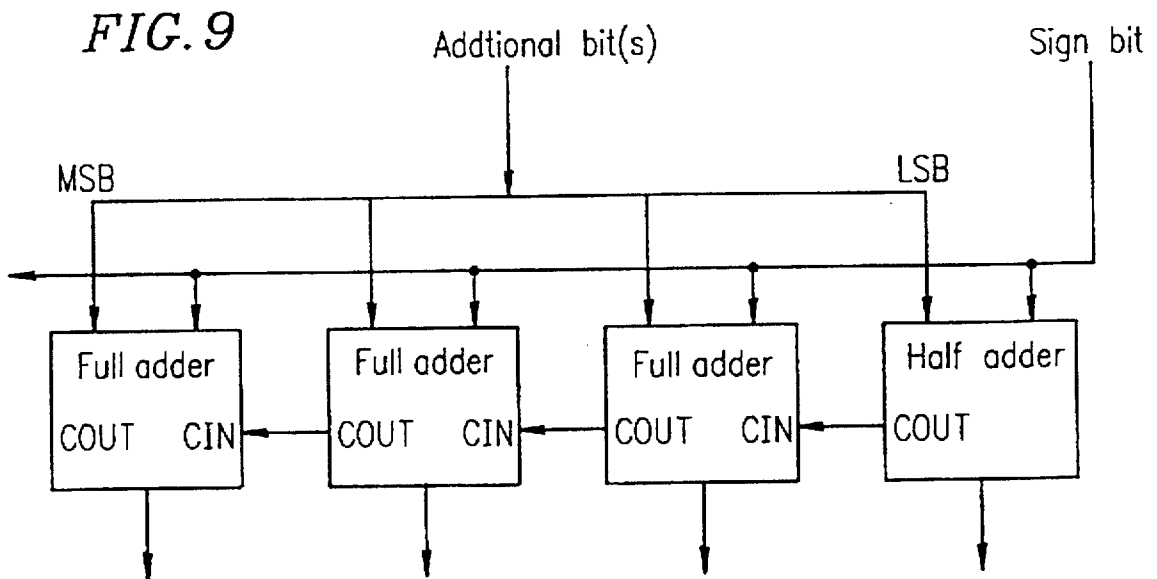 FIG. 9
Addtional bit(s)
Sign bit
MSB
LSB
Full adder
Full adder
Full adder
Half adder
COUT CIN
COUT CIN
COUT CIN
COUT